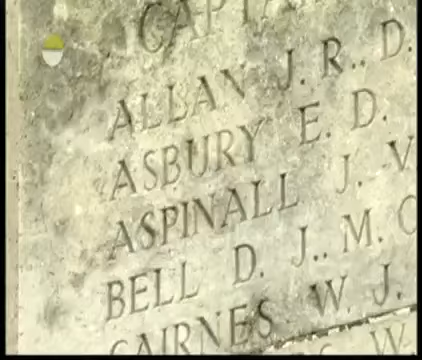 ALLAN J. R., D.
ASBURY E. D.
ASPINALL J. V
BELL D. J., M. C
CAIRNES W. J.
W.